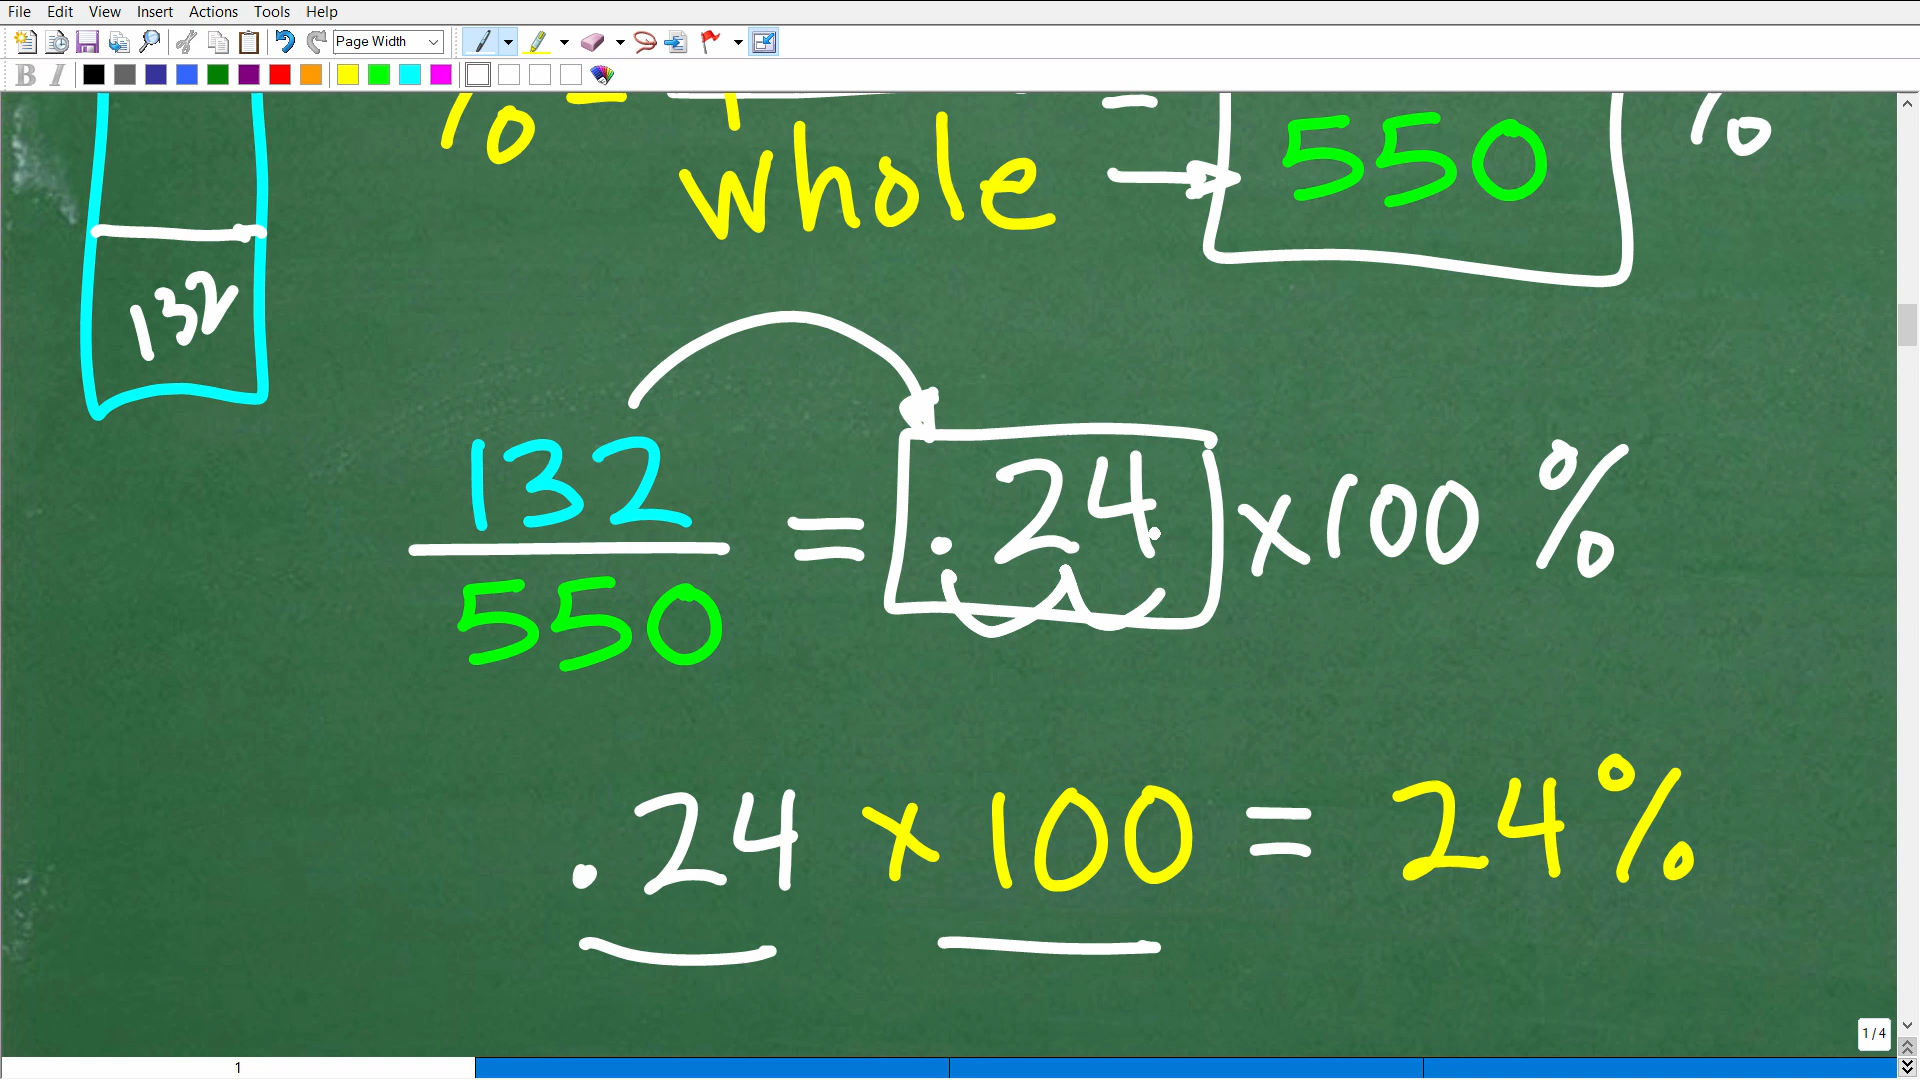 File Edit View Insert Actions Tools Help
Page Width
B I
% = whole = 550 %
132
132 / 550 = .24. × 100 %
.24 × 100 = 24%
1 / 4
1